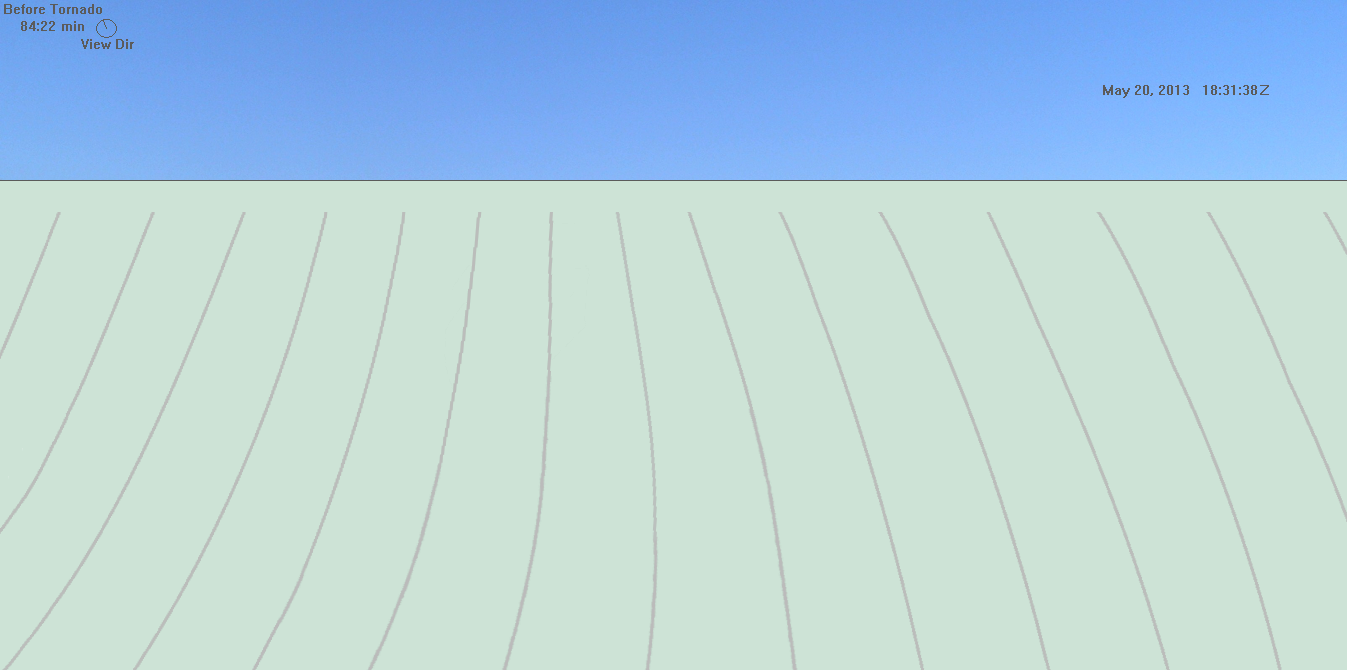 Before Tornado
84:22 min
View Dir
May 20, 2013 18:31:38Z